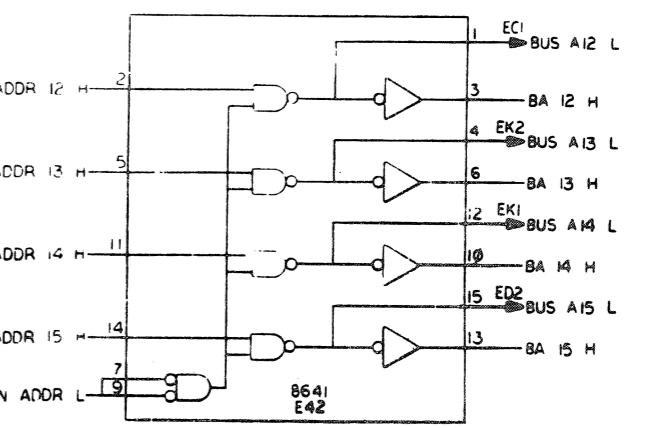 1 EC1
BUS A12 L
ADDR 12 H 2
3 BA 12 H
4 EK2
BUS A13 L
ADDR 13 H 5
6 BA 13 H
12 EK1
BUS A14 L
ADDR 14 H 11
10 BA 14 H
15 ED2
BUS A15 L
ADDR 15 H 14
13 BA 15 H
7
N ADDR L 9
8641
E42